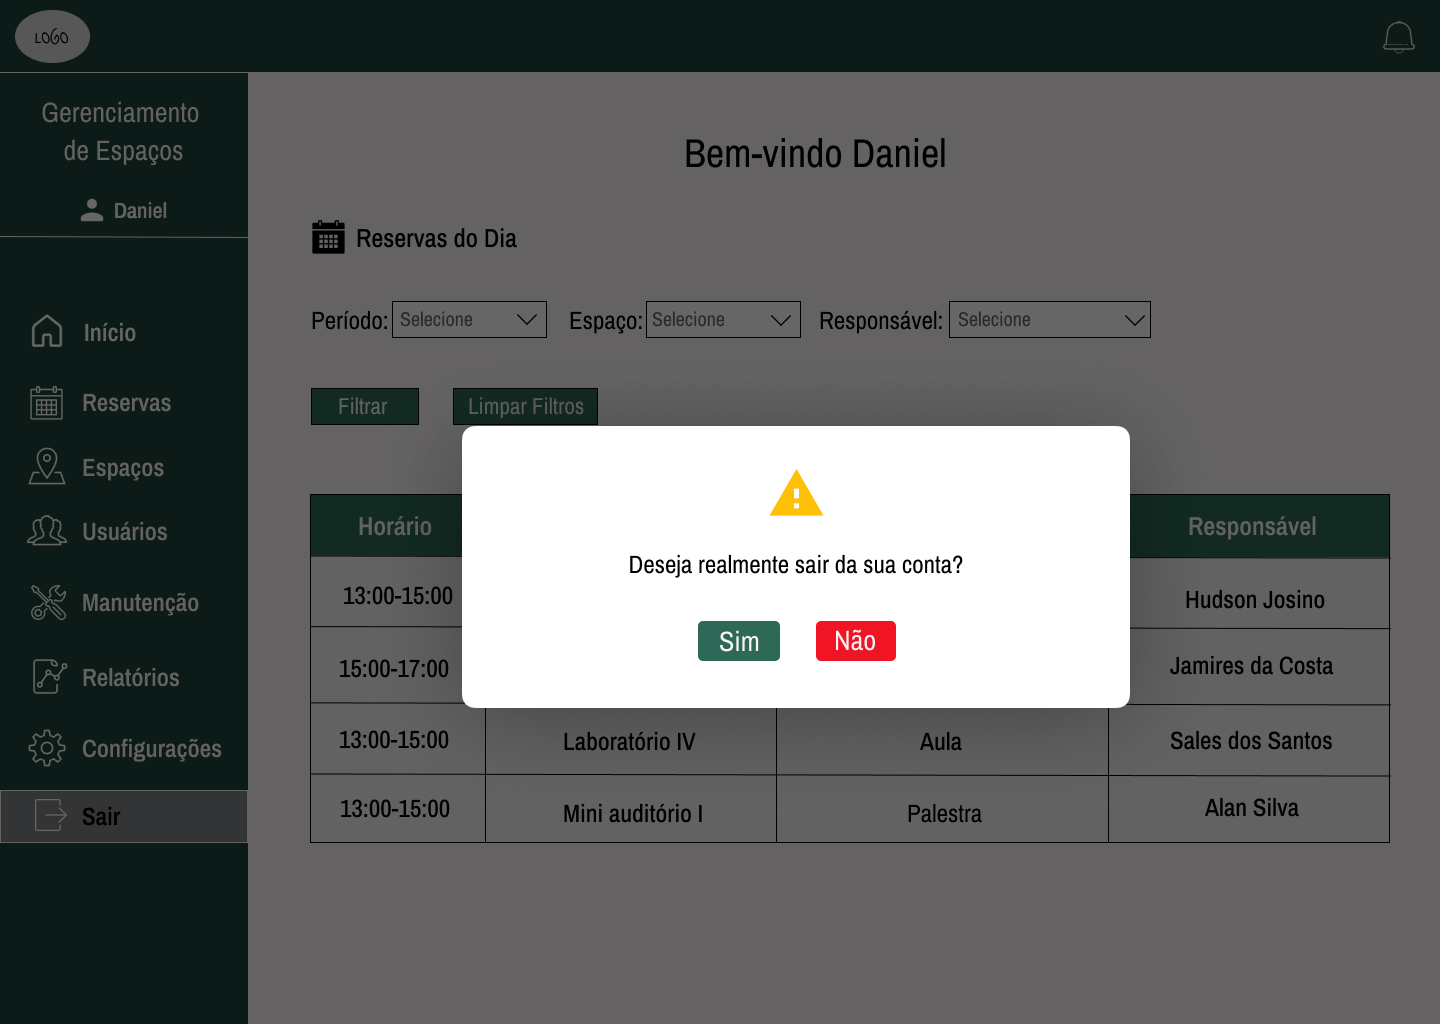 LOGO
Gerenciamento
de Espaços
Daniel
Início
Reservas
Espaços
Usuários
Manutenção
Relatórios
Configurações
Sair
Bem-vindo Daniel
Reservas do Dia
Período: Selecione Espaço: Selecione Responsável: Selecione
Filtrar Limpar Filtros
Horário Responsável
13:00-15:00 Hudson Josino
15:00-17:00 Jamires da Costa
13:00-15:00 Laboratório IV Aula Sales dos Santos
13:00-15:00 Mini auditório I Palestra Alan Silva
Deseja realmente sair da sua conta?
Sim Não